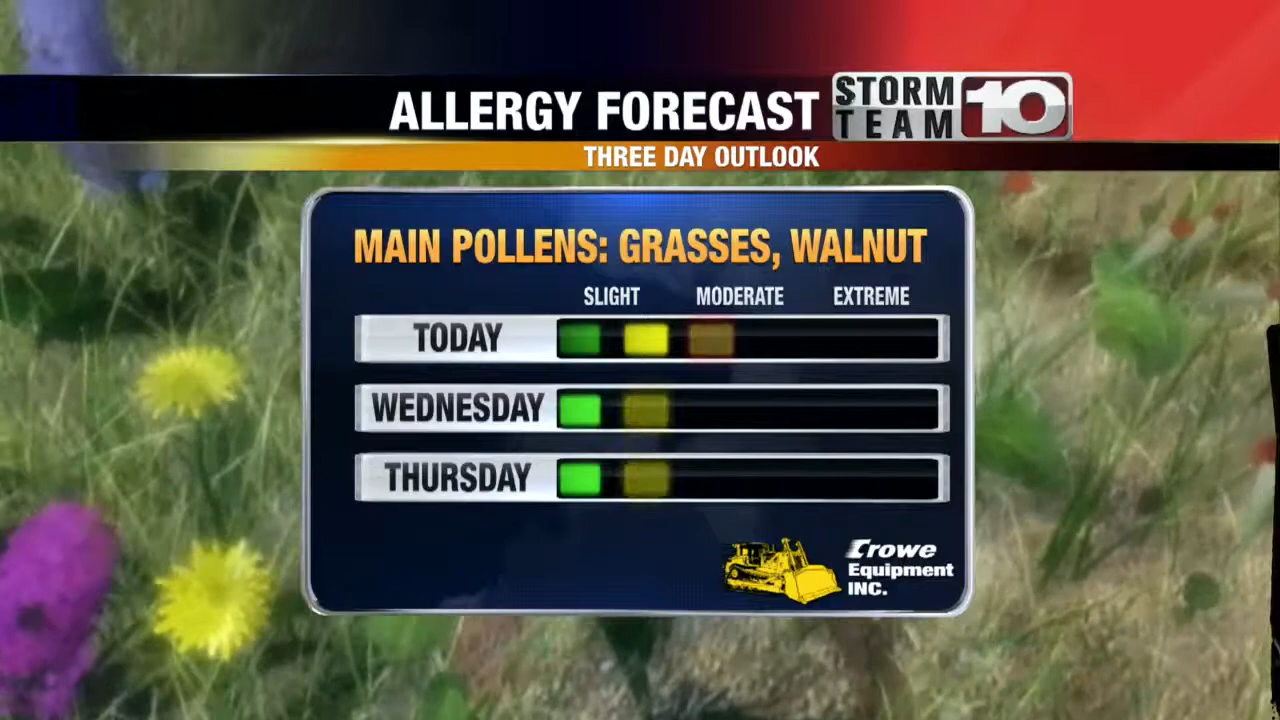 ALLERGY FORECAST
STORM TEAM 10
THREE DAY OUTLOOK
MAIN POLLENS: GRASSES, WALNUT
SLIGHT MODERATE EXTREME
TODAY
WEDNESDAY
THURSDAY
Crowe
Equipment
INC.